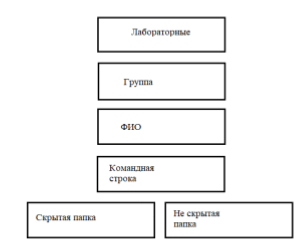 Лабораторные
Группа
ФИО
Командная
строка
Скрытая папка
Не скрытая
папка